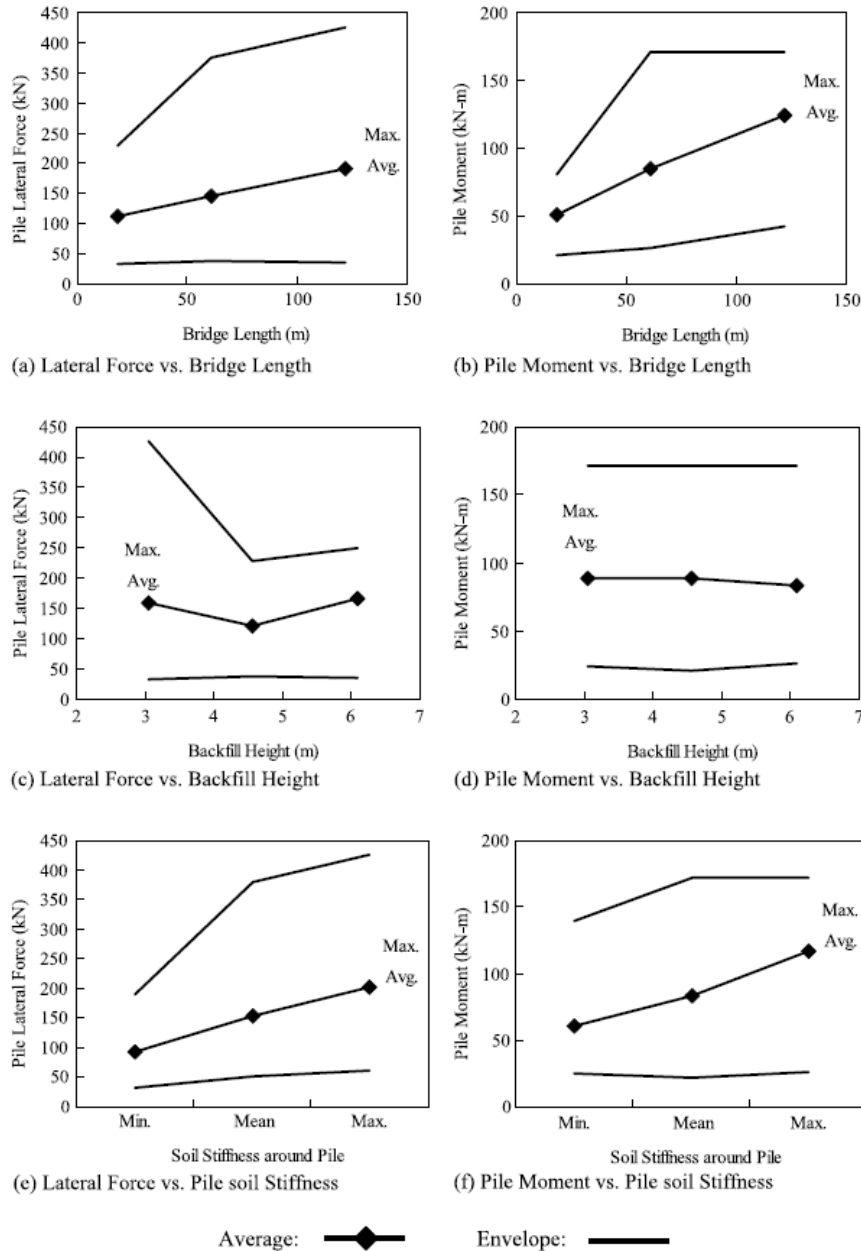 450
400
350
300
250
200
150
100
50
0
Pile Lateral Force (kN)
Max.
Avg.
0 50 100 150
Bridge Length (m)
(a) Lateral Force vs. Bridge Length
200
150
100
50
0
Pile Moment (kN-m)
Max.
Avg.
0 50 100 150
Bridge Length (m)
(b) Pile Moment vs. Bridge Length
450
400
350
300
250
200
150
100
50
0
Pile Lateral Force (kN)
Max.
Avg.
2 3 4 5 6 7
Backfill Height (m)
(c) Lateral Force vs. Backfill Height
200
150
100
50
0
Pile Moment (kN-m)
Max.
Avg.
2 3 4 5 6 7
Backfill Height (m)
(d) Pile Moment vs. Backfill Height
450
400
350
300
250
200
150
100
50
0
Pile Lateral Force (kN)
Max.
Avg.
Min. Mean Max.
Soil Stiffness around Pile
(e) Lateral Force vs. Pile soil Stiffness
200
150
100
50
0
Pile Moment (kN-m)
Max.
Avg.
Min. Mean Max.
Soil Stiffness around Pile
(f) Pile Moment vs. Pile soil Stiffness
Average: Envelope: